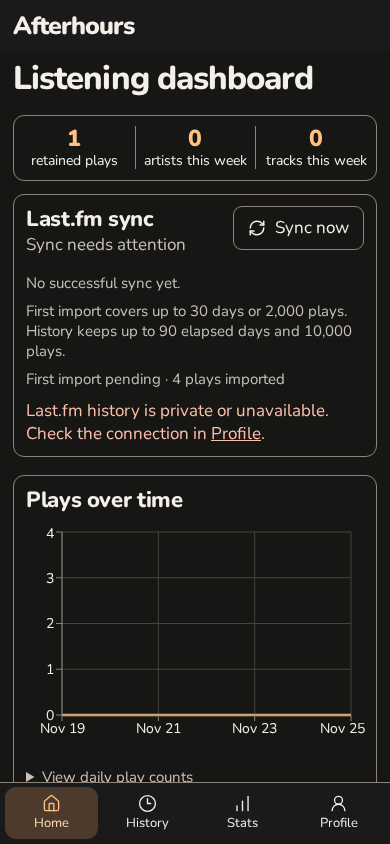 Afterhours
Listening dashboard
1
retained plays
0
artists this week
0
tracks this week
Last.fm sync
Sync needs attention
Sync now
No successful sync yet.
First import covers up to 30 days or 2,000 plays.
History keeps up to 90 elapsed days and 10,000
plays.
First import pending · 4 plays imported
Last.fm history is private or unavailable.
Check the connection in Profile.
Plays over time
4
3
2
1
0
Nov 19 Nov 21 Nov 23 Nov 25
View daily play counts
Home History Stats Profile